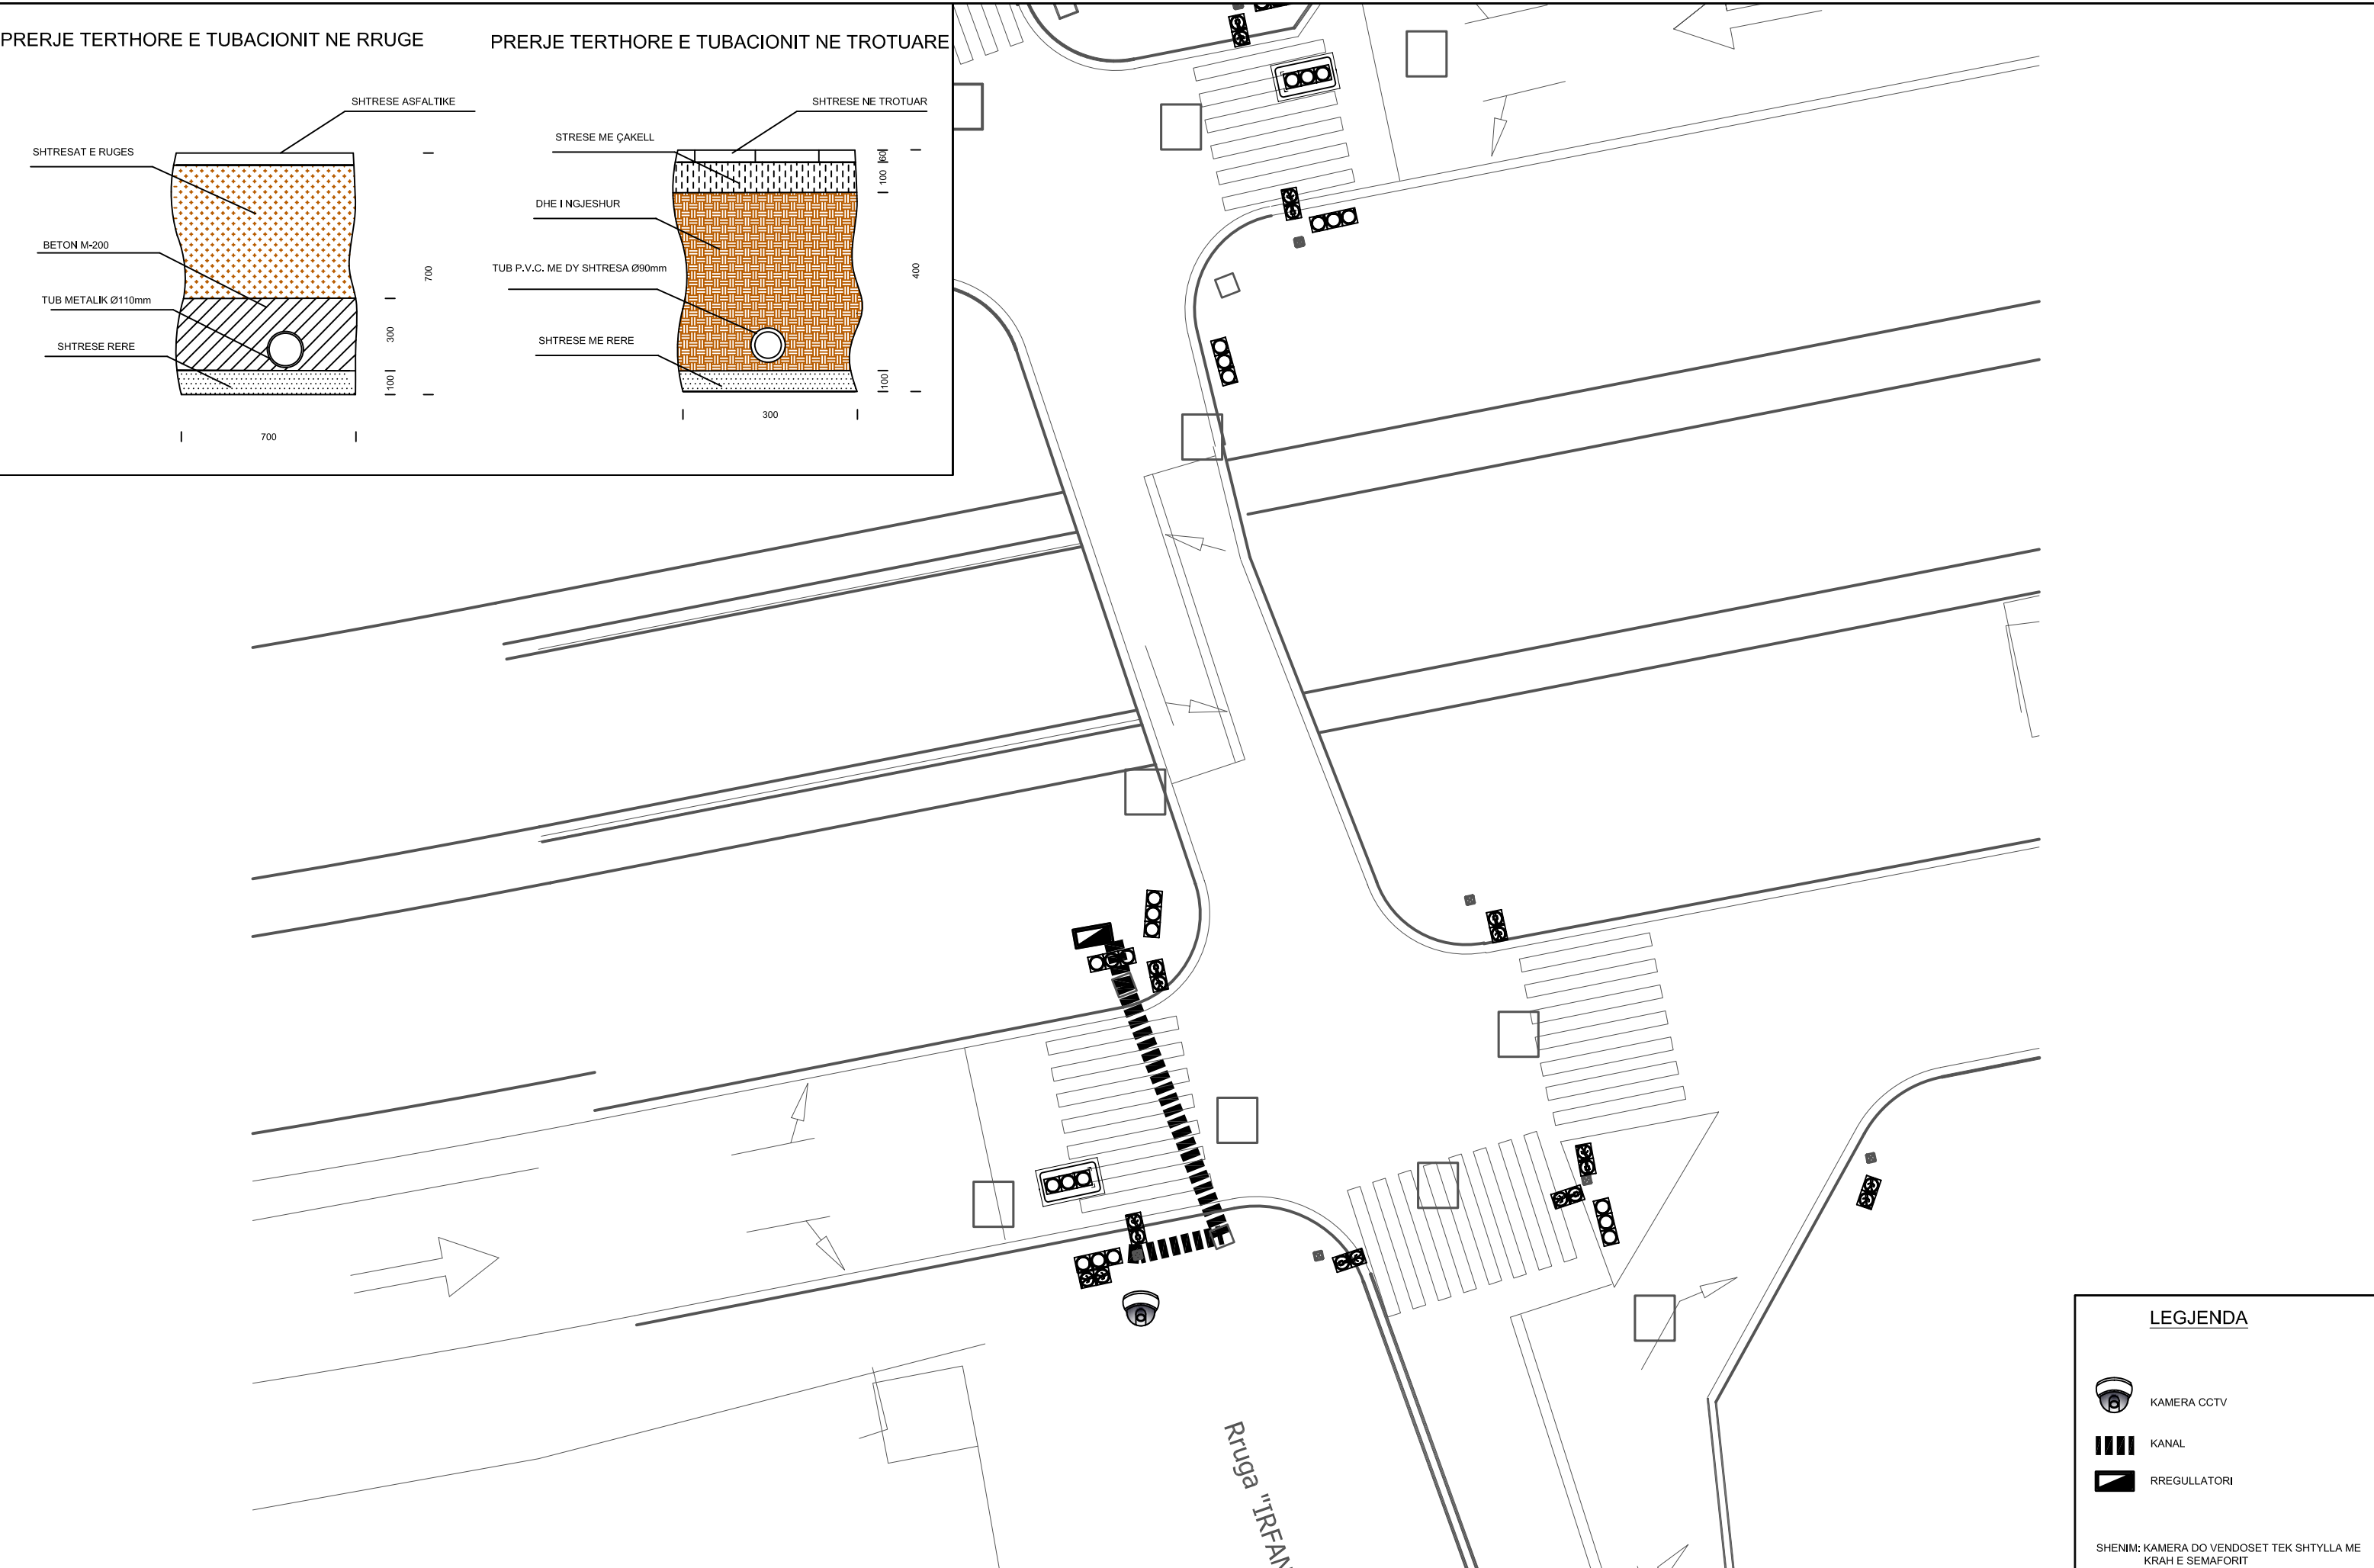 PRERJE TERTHORE E TUBACIONIT NE RRUGE
SHTRESE ASFALTIKE
SHTRESAT E RUGES
BETON M-200
TUB METALIK Ø110mm
SHTRESE RERE
700
300
100
700
PRERJE TERTHORE E TUBACIONIT NE TROTUARE
SHTRESE NE TROTUAR
STRESE ME ÇAKELL
DHE I NGJESHUR
TUB P.V.C. ME DY SHTRESA Ø90mm
SHTRESE ME RERE
60
100
400
100
300
Rruga "IRFAN
LEGJENDA
KAMERA CCTV
KANAL
RREGULLATORI
SHENIM: KAMERA DO VENDOSET TEK SHTYLLA ME
KRAH E SEMAFORIT